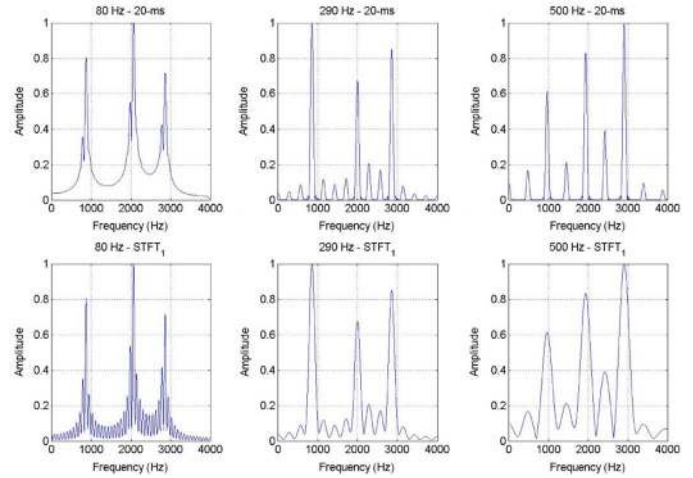 80 Hz - 20-ms
290 Hz - 20-ms
500 Hz - 20-ms
Amplitude
1
0.8
0.6
0.4
0.2
0
0 1000 2000 3000 4000
Frequency (Hz)
Amplitude
1
0.8
0.6
0.4
0.2
0
0 1000 2000 3000 4000
Frequency (Hz)
Amplitude
1
0.8
0.6
0.4
0.2
0
0 1000 2000 3000 4000
Frequency (Hz)
80 Hz - STFT1
290 Hz - STFT1
500 Hz - STFT1
Amplitude
1
0.8
0.6
0.4
0.2
0
0 1000 2000 3000 4000
Frequency (Hz)
Amplitude
1
0.8
0.6
0.4
0.2
0
0 1000 2000 3000 4000
Frequency (Hz)
Amplitude
1
0.8
0.6
0.4
0.2
0
0 1000 2000 3000 4000
Frequency (Hz)